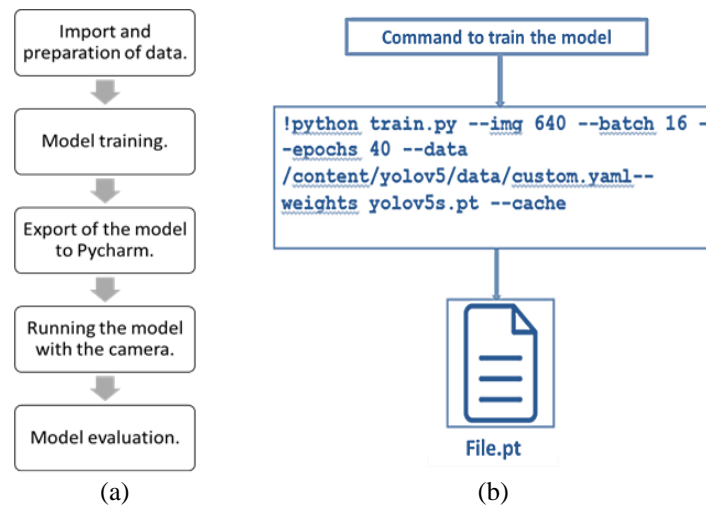 Import and
preparation of data.
Model training.
Export of the model
to Pycharm.
Running the model
with the camera.
Model evaluation.
(a)
Command to train the model
!python train.py --img 640 --batch 16 -
-epochs 40 --data
/content/yolov5/data/custom.yaml--
weights yolov5s.pt --cache
File.pt
(b)